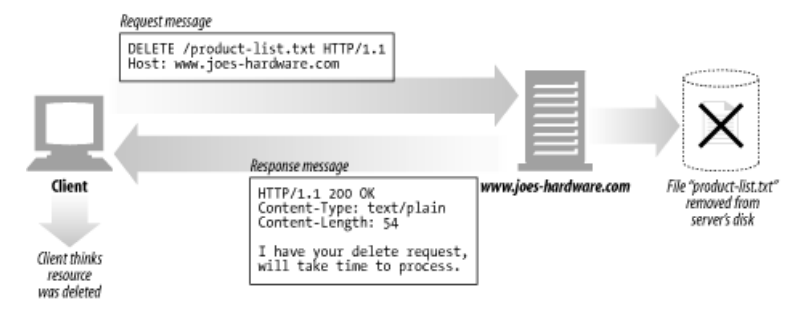 Request message
DELETE /product-list.txt HTTP/1.1
Host: www.joes-hardware.com
Response message
HTTP/1.1 200 OK
Content-Type: text/plain
Content-Length: 54
I have your delete request,
will take time to process.
Client
Client thinks
resource
was deleted
www.joes-hardware.com
File "product-list.txt"
removed from
server's disk